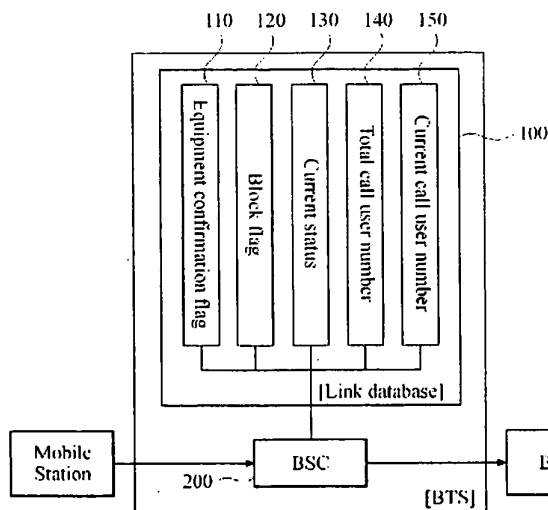 110 120 130 140 150
Equipment confirmation flag
Block flag
Current status
Total call user number
Current call user number
100
[Link database]
Mobile
Station
BSC
200
[BTS]